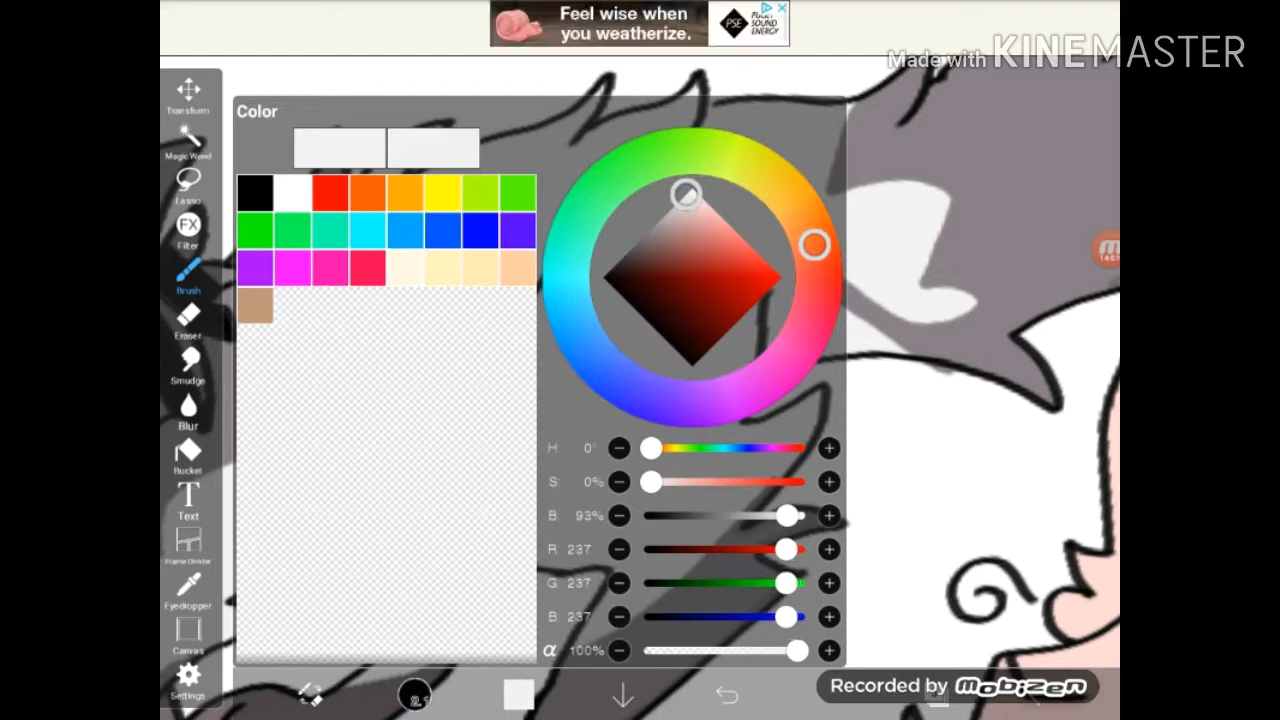 Feel wise when
you weatherize.
PSE
PUGET
SOUND
ENERGY
Made with KINEMASTER
Transform
Magic Wand
Lasso
FX
Filter
Brush
Eraser
Smudge
Blur
Bucket
T
Text
Frame Divider
Eyedropper
Canvas
Settings
Color
H 0°
S 0%
B 93%
R 237
G 237
B 237
α 100%
Recorded by mobizen